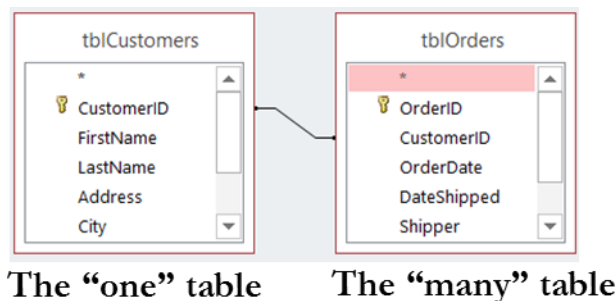 tblCustomers
*
CustomerID
FirstName
LastName
Address
City
tblOrders
*
OrderID
CustomerID
OrderDate
DateShipped
Shipper
The “one” table
The “many” table